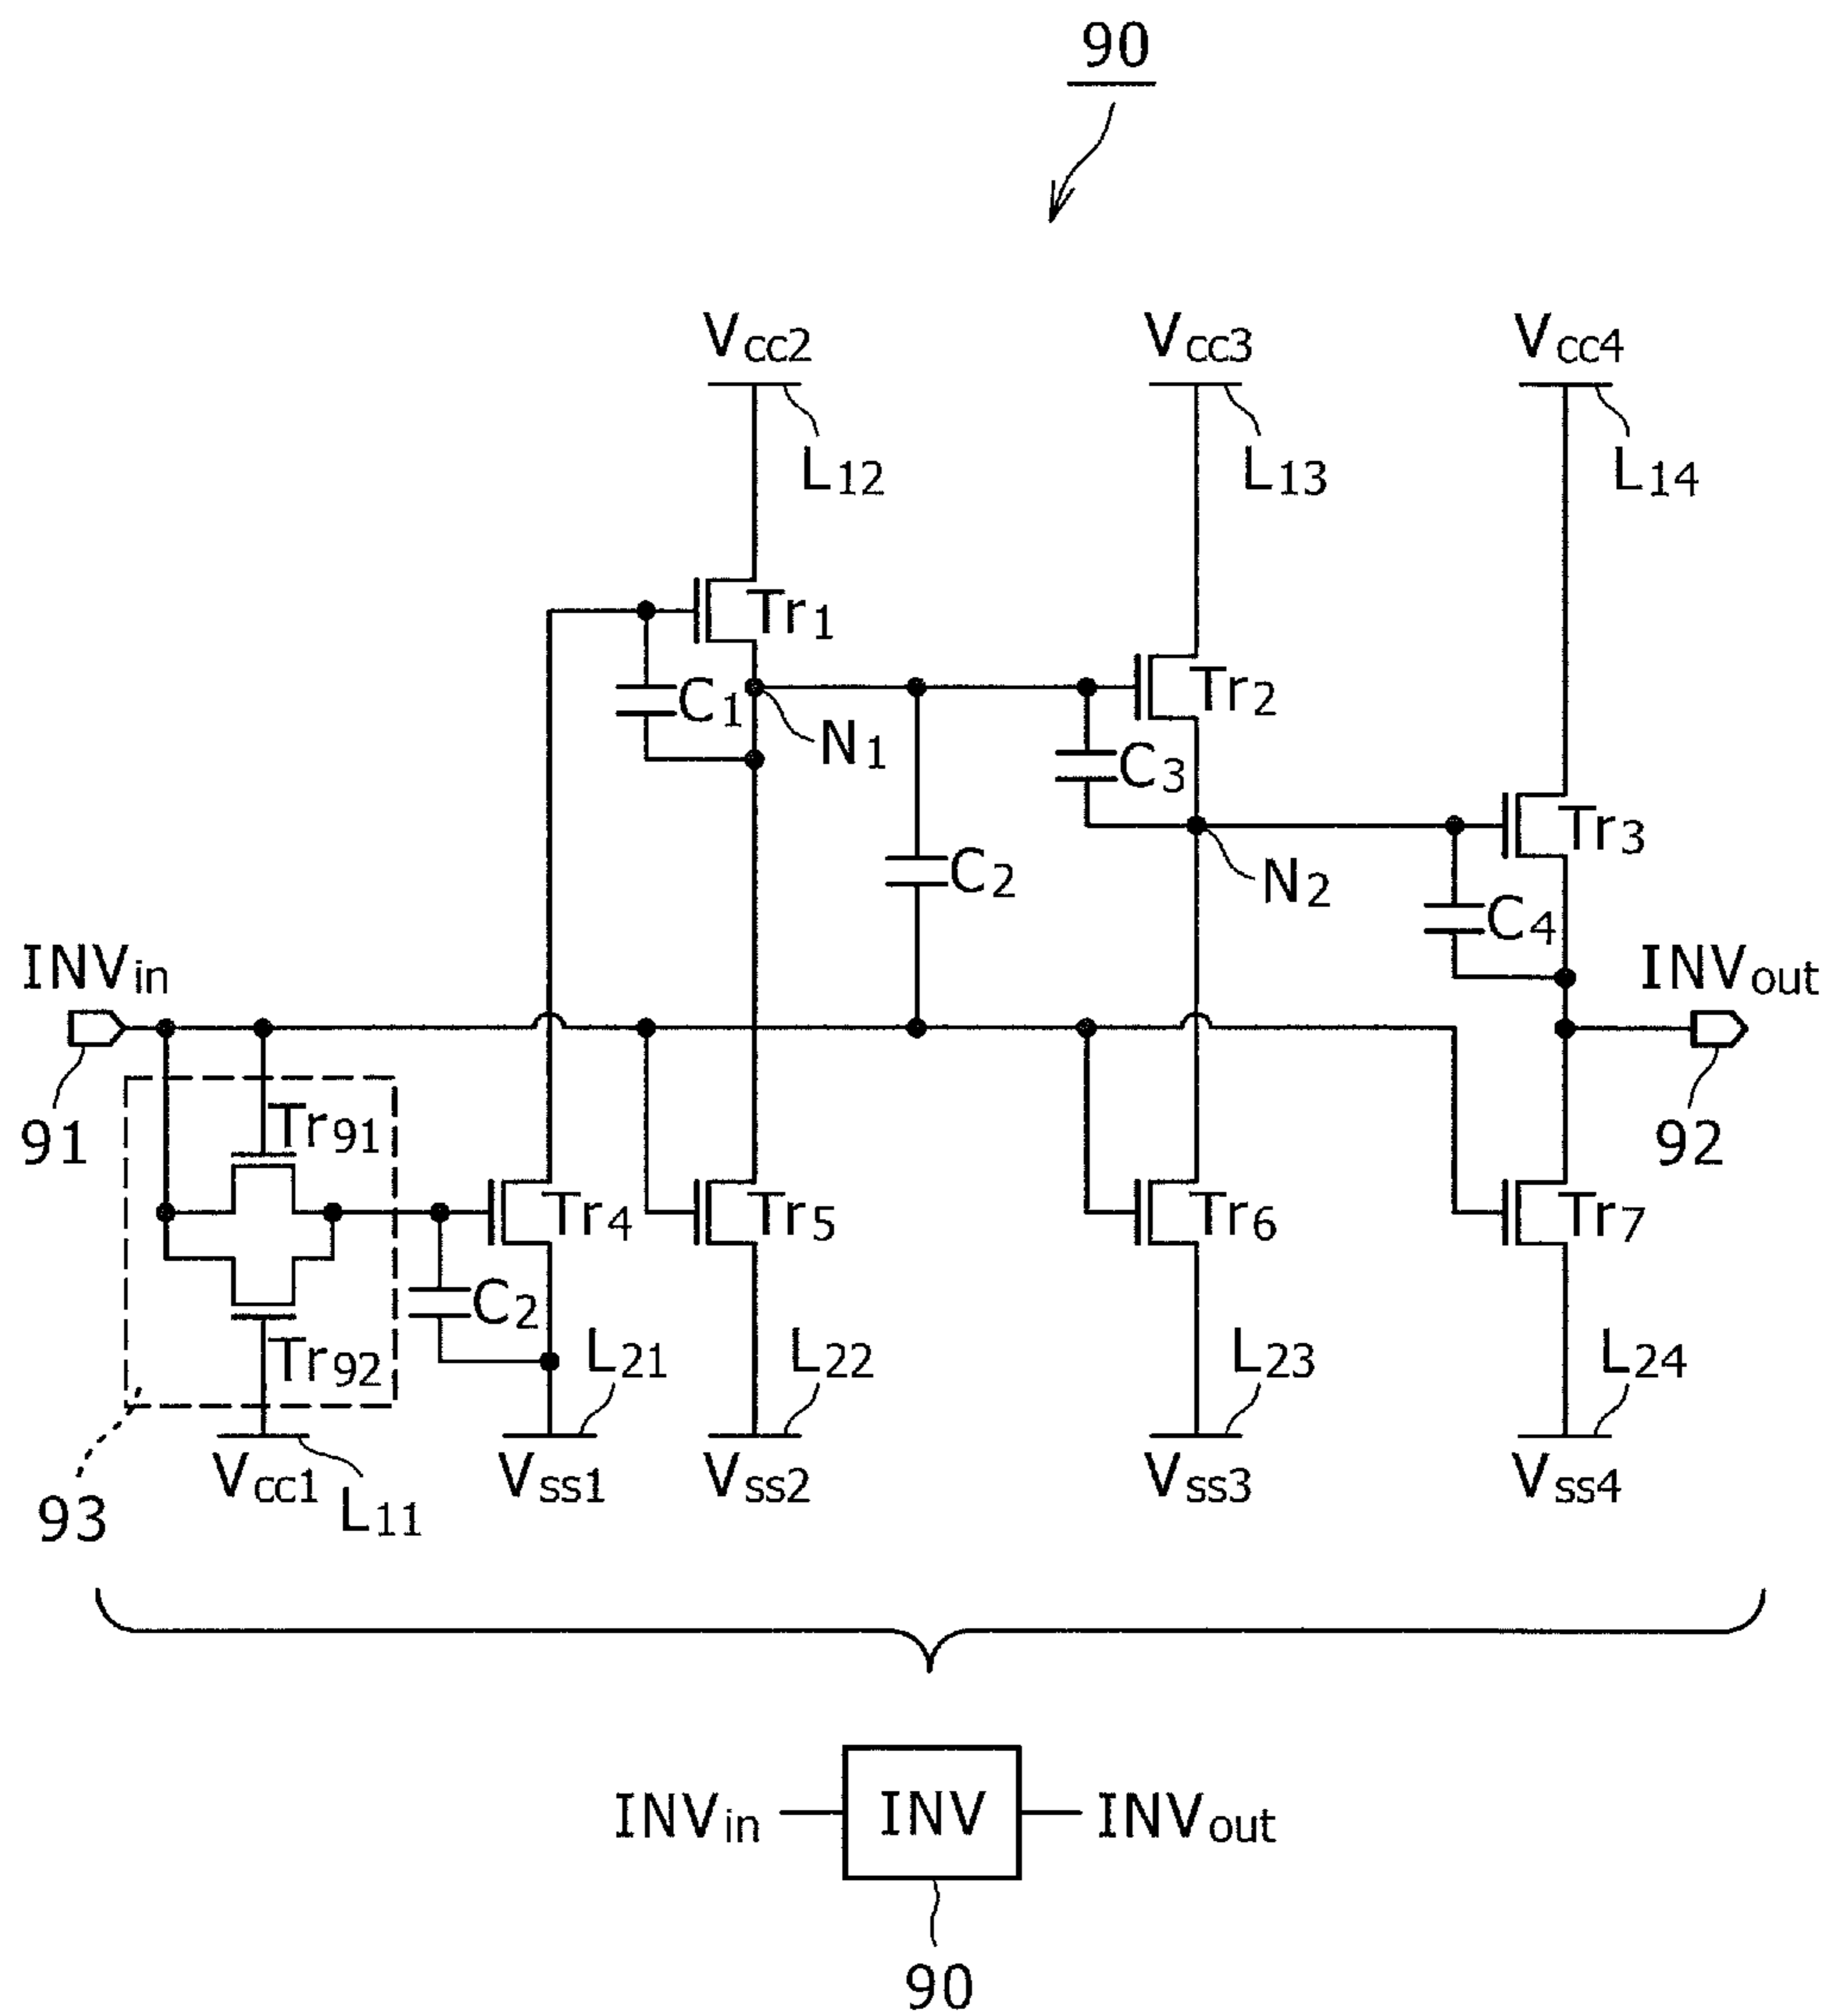 90
Vcc2 Vcc3 Vcc4
L12 L13 L14
Tr1
Tr2
C1
N1
C3
Tr3
C2
N2
C4
INVin INVout
91 92
Tr91
Tr4 Tr5 Tr6 Tr7
C2
Tr92
L21 L22 L23 L24
Vcc1 Vss1 Vss2 Vss3 Vss4
93 L11
INVin INV INVout
90